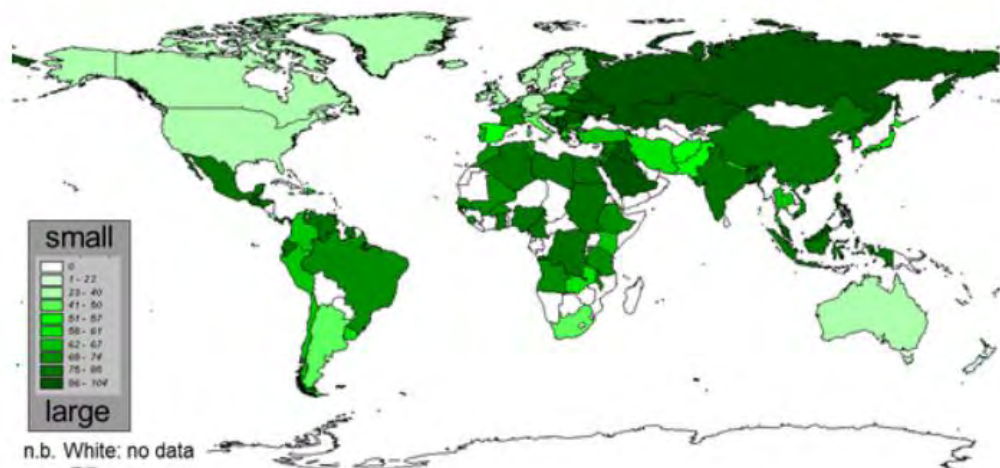 small
0
1 - 22
23 - 40
41 - 50
51 - 57
58 - 61
62 - 67
68 - 74
75 - 85
86 - 104
large
n.b. White: no data